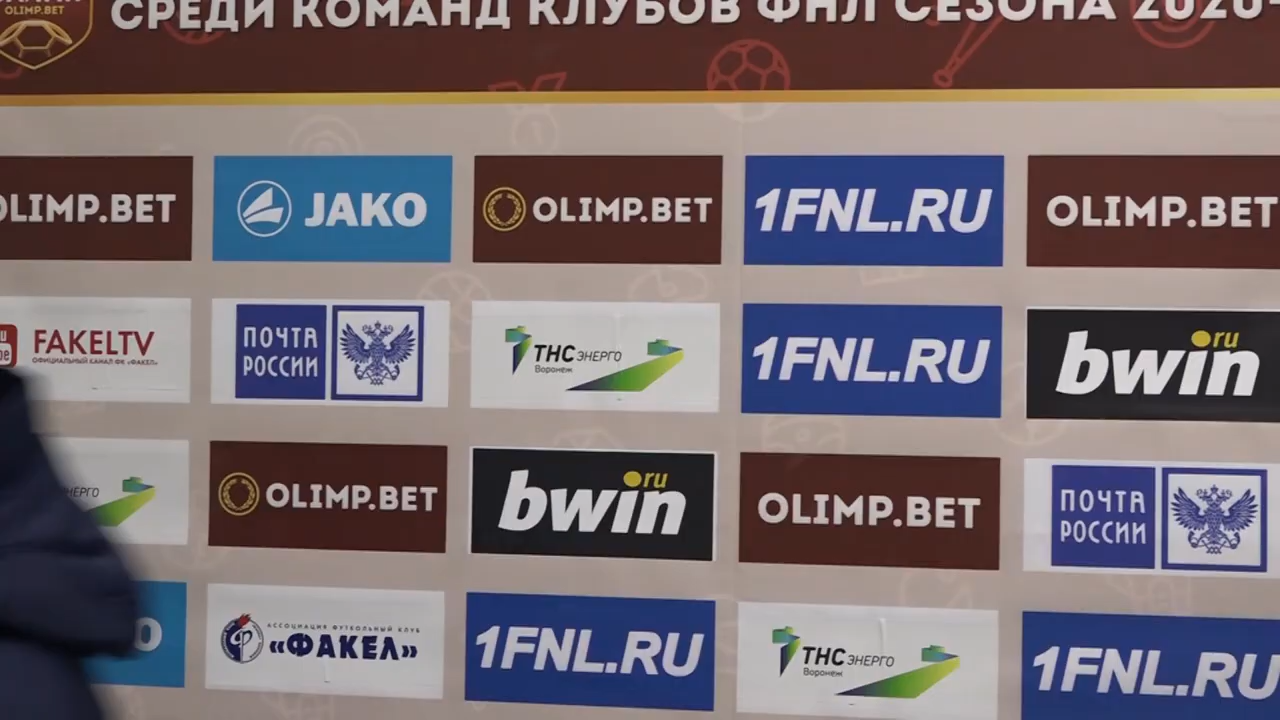 OLIMP.BET
СРЕДИ КОМАНД КЛУБОВ ФНЛ СЕЗОНА 2020-
OLIMP.BET
JAKO
OLIMP.BET
1FNL.RU
OLIMP.BET
FAKELTV
ОФИЦИАЛЬНЫЙ КАНАЛ ФК «ФАКЕЛ»
ПОЧТА
РОССИИ
ТНС ЭНЕРГО
Воронеж
1FNL.RU
bwin.ru
ЭНЕРГО
OLIMP.BET
bwin.ru
OLIMP.BET
ПОЧТА
РОССИИ
АССОЦИАЦИЯ ФУТБОЛЬНЫЙ КЛУБ
«ФАКЕЛ»
1FNL.RU
ТНС ЭНЕРГО
Воронеж
1FNL.RU